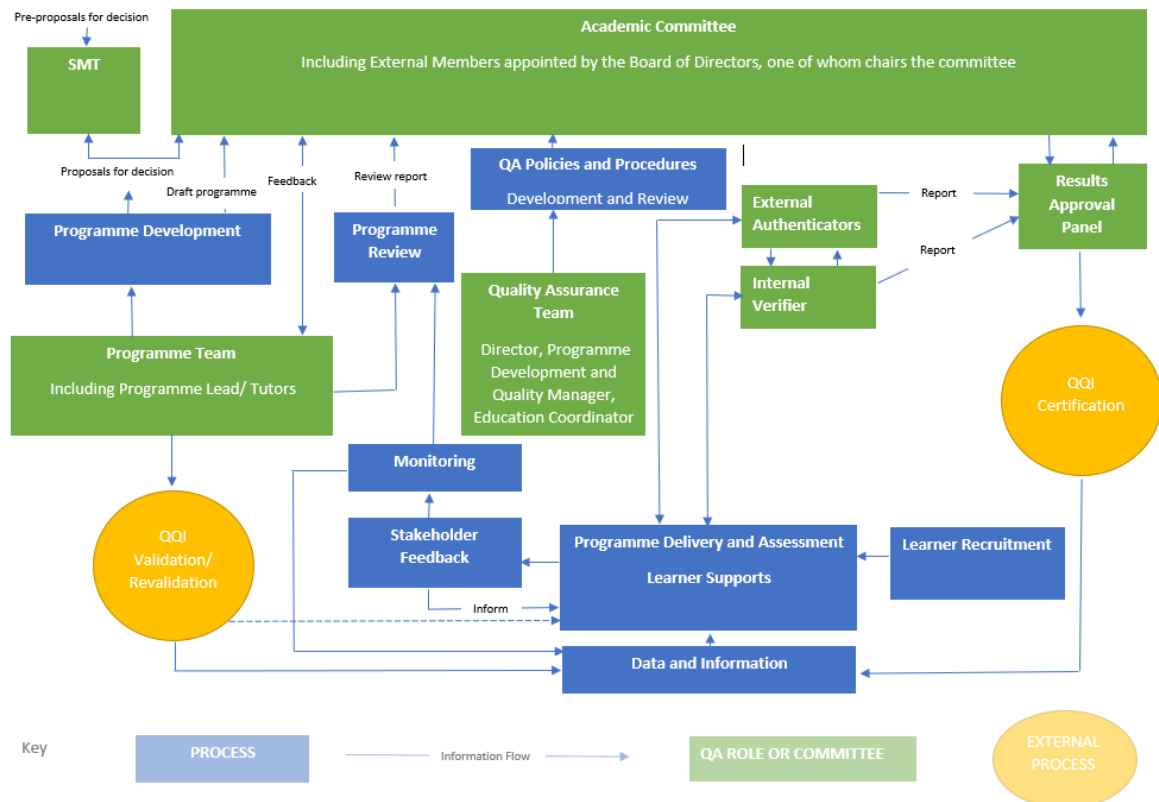 Pre-proposals for decision
SMT
Academic Committee
Including External Members appointed by the Board of Directors, one of whom chairs the committee
Proposals for decision
Draft programme
Feedback
Review report
QA Policies and Procedures
Development and Review
Programme Development
Programme
Review
External
Authenticators
Report
Results
Approval
Panel
Internal
Verifier
Report
Quality Assurance
Team
Director, Programme
Development and
Quality Manager,
Education Coordinator
Programme Team
Including Programme Lead/ Tutors
QQI
Certification
Monitoring
QQI
Validation/
Revalidation
Stakeholder
Feedback
Inform
Programme Delivery and Assessment
Learner Supports
Learner Recruitment
Data and Information
Key
PROCESS
Information Flow
QA ROLE OR COMMITTEE
EXTERNAL
PROCESS